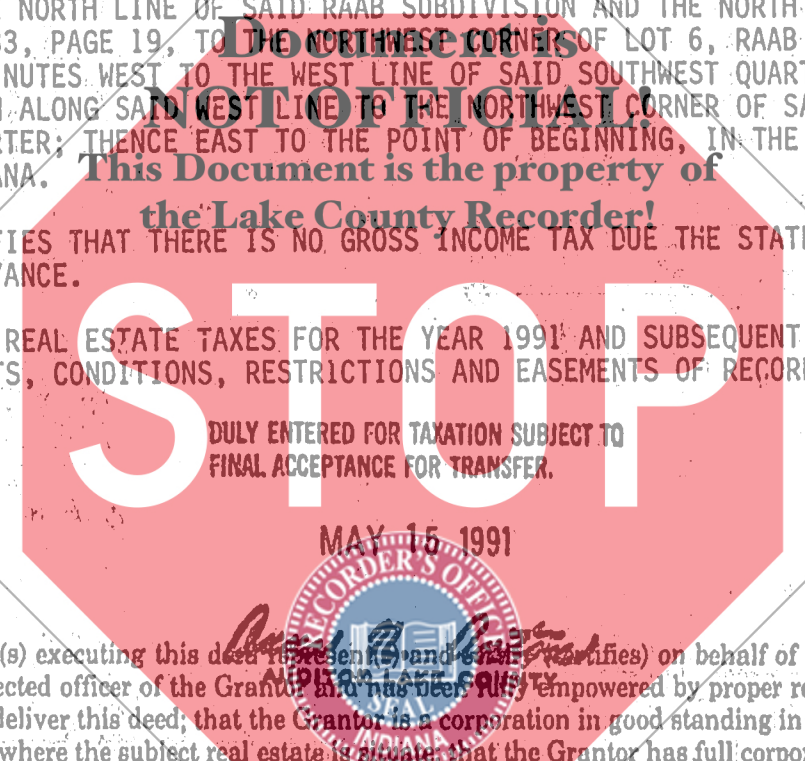 NORTH LINE OF SAID RAAB SUBDIVISION AND THE NORTH
3, PAGE 19, TO THE NORTHWEST CORNER OF LOT 6, RAAB
Document is
NUTES WEST TO THE WEST LINE OF SAID SOUTHWEST QUAR
ALONG SAID WEST LINE TO THE NORTHWEST CORNER OF SA
NOT OFFICIAL!
RTER; THENCE EAST TO THE POINT OF BEGINNING, IN THE
ANA.
This Document is the property of
the Lake County Recorder!
FIES THAT THERE IS NO GROSS INCOME TAX DUE THE STATE
YANCE.
STOP
REAL ESTATE TAXES FOR THE YEAR 1991 AND SUBSEQUENT
TS, CONDITIONS, RESTRICTIONS AND EASEMENTS OF RECOR
DULY ENTERED FOR TAXATION SUBJECT TO
FINAL ACCEPTANCE FOR TRANSFER.
MAY 15 1991
RECORDER'S OFFICE
SEAL
INDIANA
(s) executing this deed represent(s) and certifies) on behalf of
AUDITOR LAKE COUNTY
ected officer of the Grantor and has been fully empowered by proper re
deliver this deed; that the Grantor is a corporation in good standing in
where the subject real estate is situate; that the Grantor has full corpo